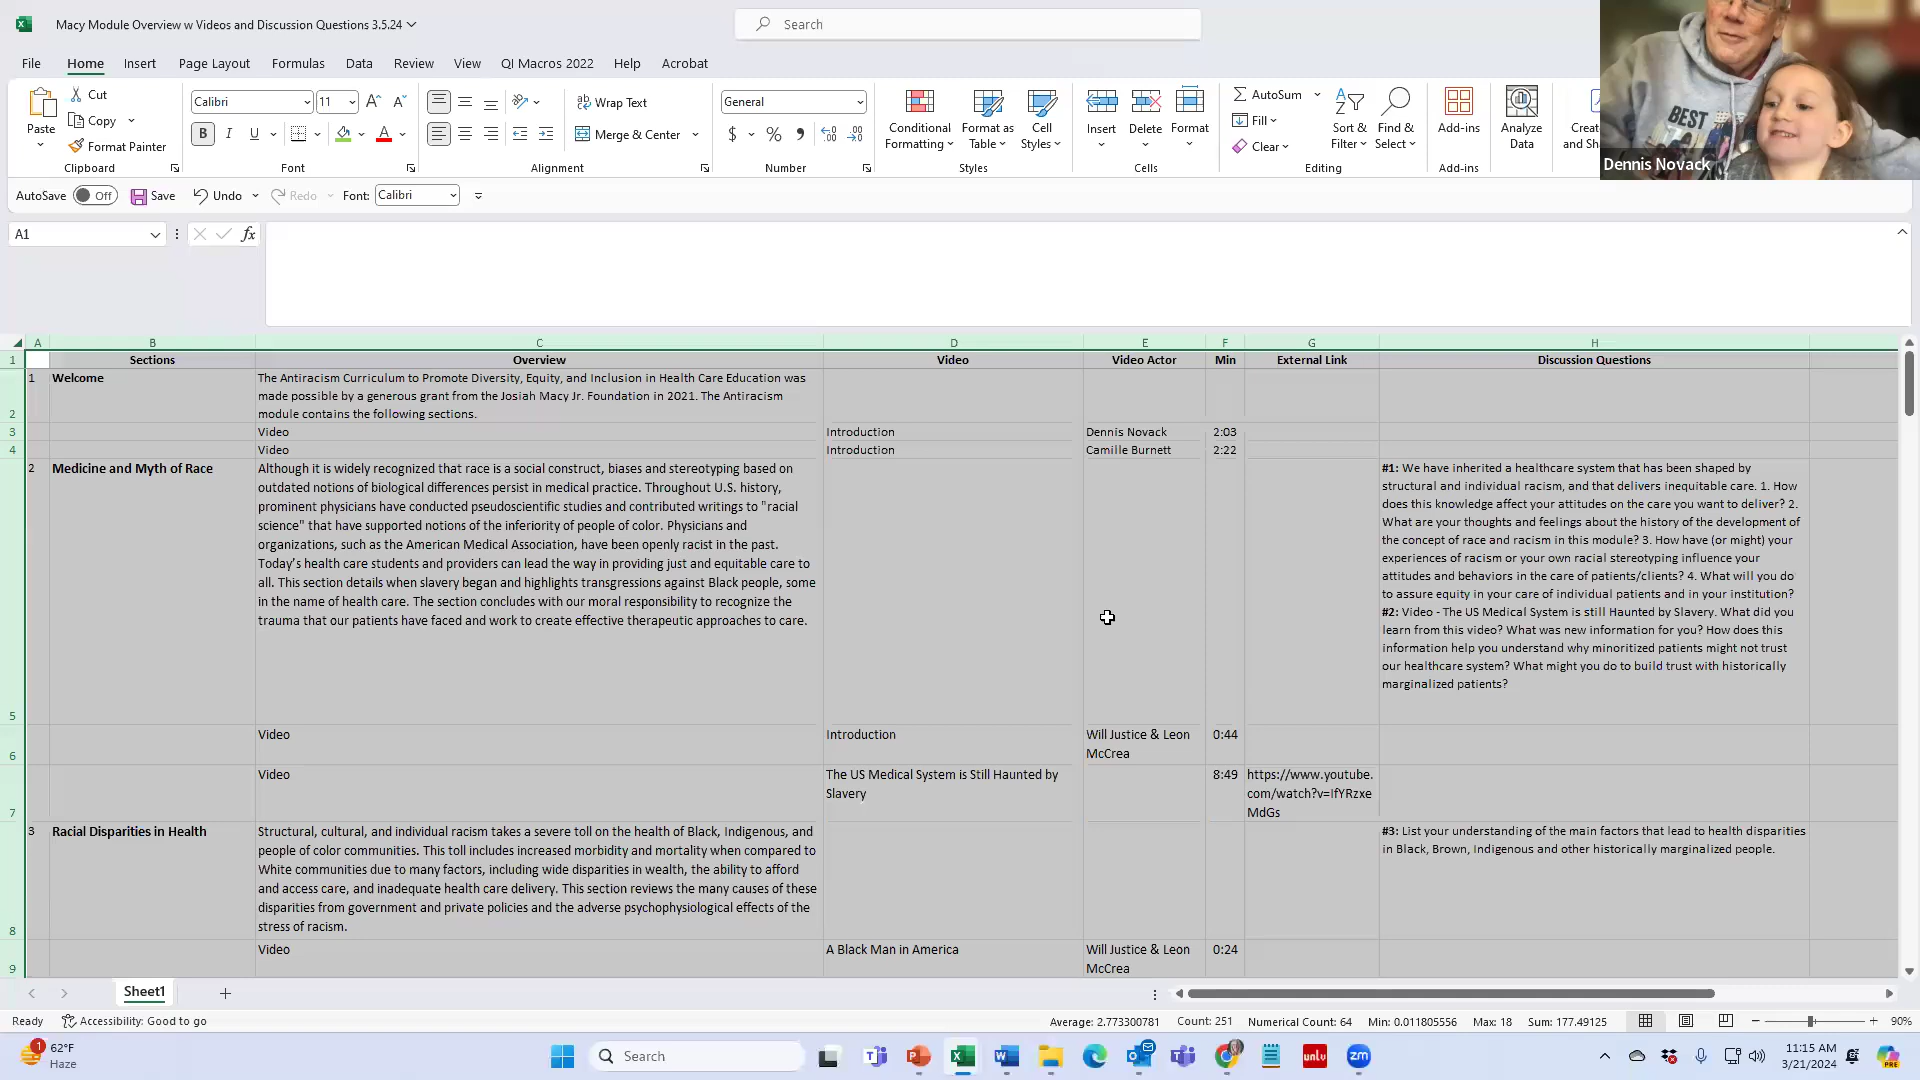 Macy Module Overview w Videos and Discussion Questions 3.5.24
Search
File Home Insert Page Layout Formulas Data Review View QI Macros 2022 Help Acrobat
Paste
Cut
Copy
Format Painter
Clipboard
Calibri 11
B I U
Font
Wrap Text
Merge & Center
Alignment
General
$ % ,
Number
Conditional Formatting
Format as Table
Cell Styles
Styles
Insert
Delete
Format
Cells
AutoSum
Fill
Clear
Sort & Filter
Find & Select
Editing
Add-ins
Add-ins
Analyze Data
BEST
Dennis Novack
AutoSave Off Save Undo Redo Font: Calibri
A1 fx
A B C D E F G H
1 Sections Overview Video Video Actor Min External Link Discussion Questions
2
1 Welcome
The Antiracism Curriculum to Promote Diversity, Equity, and Inclusion in Health Care Education was
made possible by a generous grant from the Josiah Macy Jr. Foundation in 2021. The Antiracism
module contains the following sections.
3 Video Introduction Dennis Novack 2:03
4 Video Introduction Camille Burnett 2:22
5
2 Medicine and Myth of Race
Although it is widely recognized that race is a social construct, biases and stereotyping based on
outdated notions of biological differences persist in medical practice. Throughout U.S. history,
prominent physicians have conducted pseudoscientific studies and contributed writings to "racial
science" that have supported notions of the inferiority of people of color. Physicians and
organizations, such as the American Medical Association, have been openly racist in the past.
Today's health care students and providers can lead the way in providing just and equitable care to
all. This section details when slavery began and highlights transgressions against Black people, some
in the name of health care. The section concludes with our moral responsibility to recognize the
trauma that our patients have faced and work to create effective therapeutic approaches to care.
#1: We have inherited a healthcare system that has been shaped by
structural and individual racism, and that delivers inequitable care. 1. How
does this knowledge affect your attitudes on the care you want to deliver? 2.
What are your thoughts and feelings about the history of the development of
the concept of race and racism in this module? 3. How have (or might) your
experiences of racism or your own racial stereotyping influence your
attitudes and behaviors in the care of patients/clients? 4. What will you do
to assure equity in your care of individual patients and in your institution?
#2: Video - The US Medical System is still Haunted by Slavery. What did you
learn from this video? What was new information for you? How does this
information help you understand why minoritized patients might not trust
our healthcare system? What might you do to build trust with historically
marginalized patients?
6 Video Introduction Will Justice & Leon McCrea 0:44
7 Video The US Medical System is Still Haunted by Slavery 8:49
https://www.youtube.
com/watch?v=IfYRzxe
MdGs
8
3 Racial Disparities in Health
Structural, cultural, and individual racism takes a severe toll on the health of Black, Indigenous, and
people of color communities. This toll includes increased morbidity and mortality when compared to
White communities due to many factors, including wide disparities in wealth, the ability to afford
and access care, and inadequate health care delivery. This section reviews the many causes of these
disparities from government and private policies and the adverse psychophysiological effects of the
stress of racism.
#3: List your understanding of the main factors that lead to health disparities
in Black, Brown, Indigenous and other historically marginalized people.
9 Video A Black Man in America Will Justice & Leon McCrea 0:24
Sheet1
Ready Accessibility: Good to go Average: 2.773300781 Count: 251 Numerical Count: 64 Min: 0.011805556 Max: 18 Sum: 177.49125 90%
1 62°F
Haze
Search
unlv
zm
11:15 AM
3/21/2024
PRE